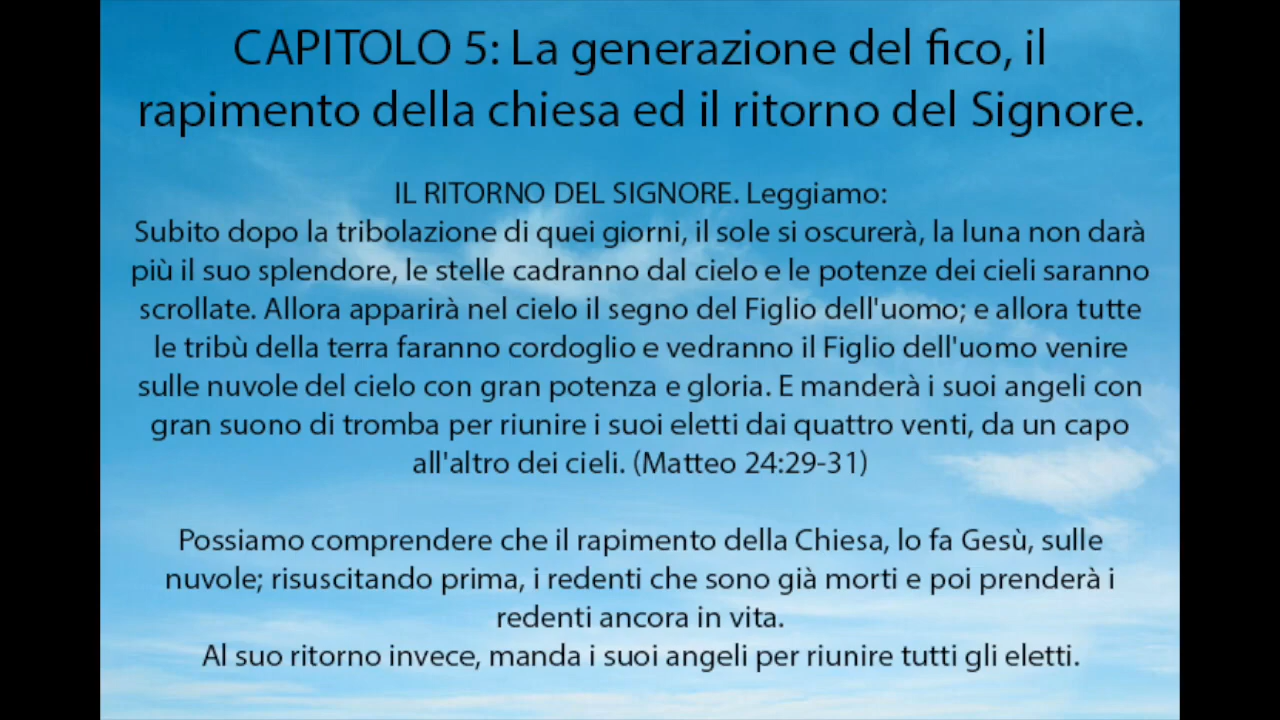 CAPITOLO 5: La generazione del fico, il
rapimento della chiesa ed il ritorno del Signore.
IL RITORNO DEL SIGNORE. Leggiamo:
Subito dopo la tribolazione di quei giorni, il sole si oscurerà, la luna non darà
più il suo splendore, le stelle cadranno dal cielo e le potenze dei cieli saranno
scrollate. Allora apparirà nel cielo il segno del Figlio dell'uomo; e allora tutte
le tribù della terra faranno cordoglio e vedranno il Figlio dell'uomo venire
sulle nuvole del cielo con gran potenza e gloria. E manderà i suoi angeli con
gran suono di tromba per riunire i suoi eletti dai quattro venti, da un capo
all'altro dei cieli. (Matteo 24:29-31)
Possiamo comprendere che il rapimento della Chiesa, lo fa Gesù, sulle
nuvole; risuscitando prima, i redenti che sono già morti e poi prenderà i
redenti ancora in vita.
Al suo ritorno invece, manda i suoi angeli per riunire tutti gli eletti.